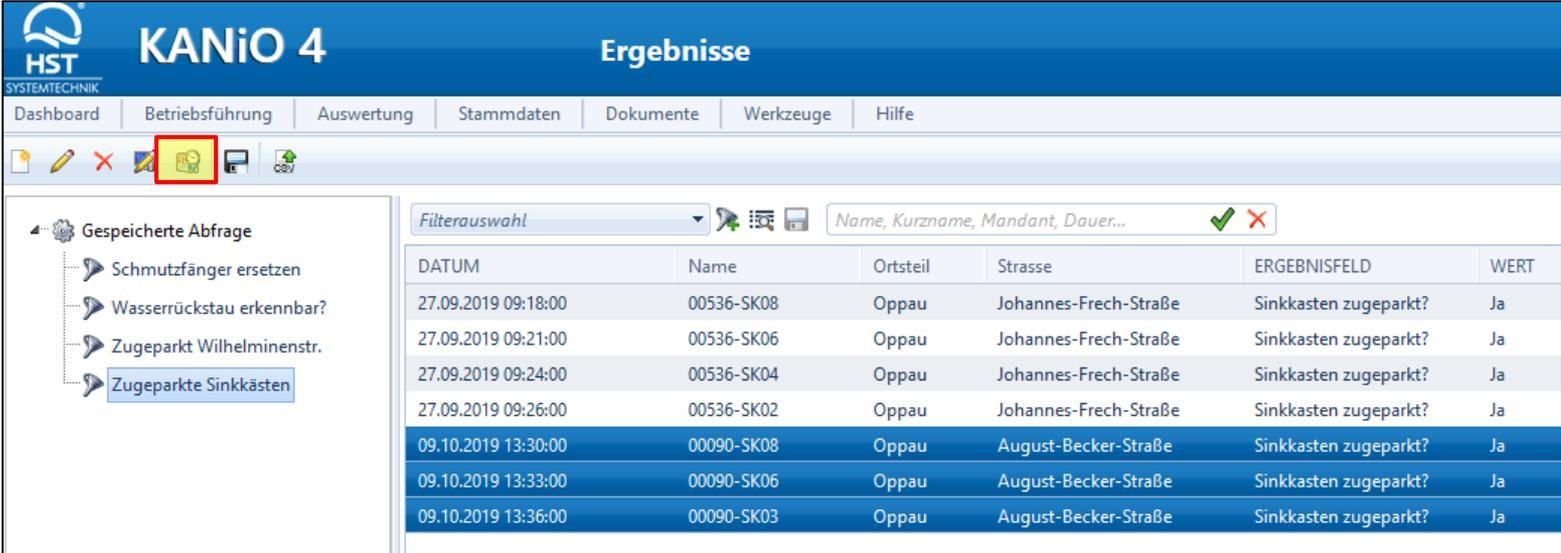 HST
SYSTEMTECHNIK
KANiO 4
Ergebnisse
Dashboard Betriebsführung Auswertung Stammdaten Dokumente Werkzeuge Hilfe
csv
Gespeicherte Abfrage
Schmutzfänger ersetzen
Wasserrückstau erkennbar?
Zugeparkt Wilhelminenstr.
Zugeparkte Sinkkästen
Filterauswahl Name, Kurzname, Mandant, Dauer...
DATUM Name Ortsteil Strasse ERGEBNISFELD WERT
27.09.2019 09:18:00 00536-SK08 Oppau Johannes-Frech-Straße Sinkkasten zugeparkt? Ja
27.09.2019 09:21:00 00536-SK06 Oppau Johannes-Frech-Straße Sinkkasten zugeparkt? Ja
27.09.2019 09:24:00 00536-SK04 Oppau Johannes-Frech-Straße Sinkkasten zugeparkt? Ja
27.09.2019 09:26:00 00536-SK02 Oppau Johannes-Frech-Straße Sinkkasten zugeparkt? Ja
09.10.2019 13:30:00 00090-SK08 Oppau August-Becker-Straße Sinkkasten zugeparkt? Ja
09.10.2019 13:33:00 00090-SK06 Oppau August-Becker-Straße Sinkkasten zugeparkt? Ja
09.10.2019 13:36:00 00090-SK03 Oppau August-Becker-Straße Sinkkasten zugeparkt? Ja